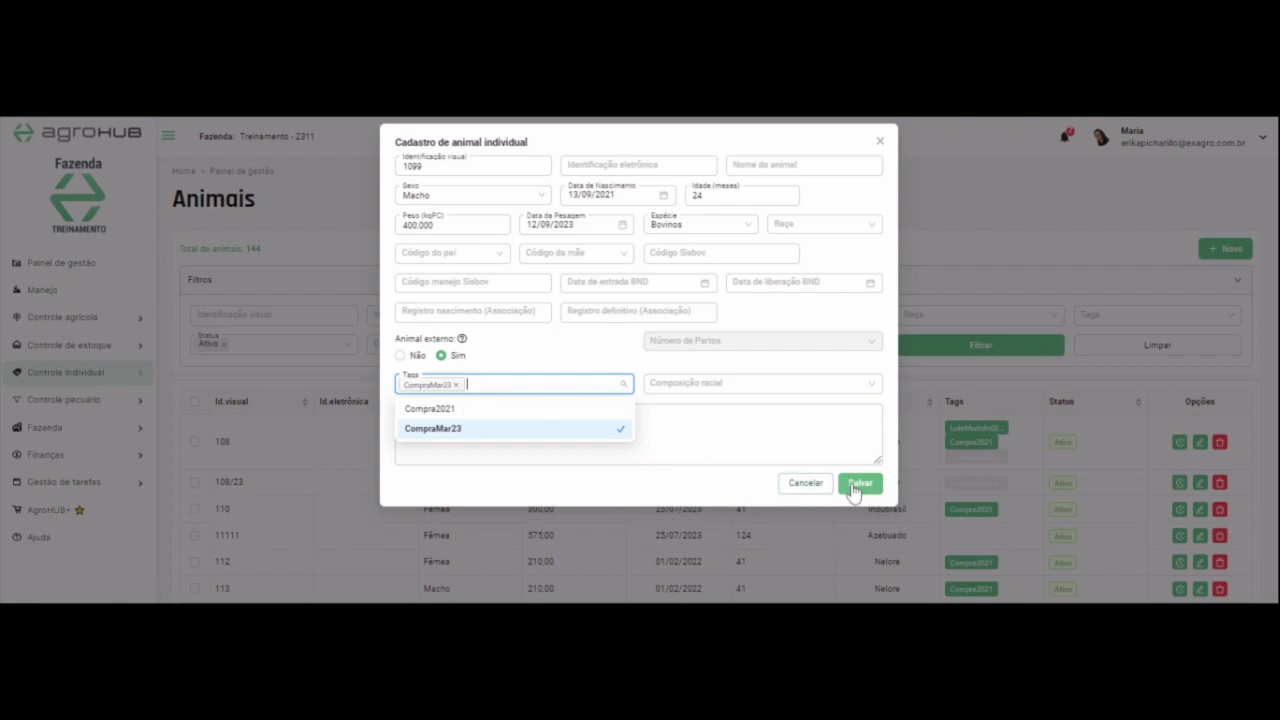 agroHUB
Fazenda: Treinamento - 2311
Maria
erikapicharillo@exagro.com.br
Fazenda
TREINAMENTO
Home > Painel de gestão
Animais
Total de animais: 144
+ Novo
Painel de gestão
Manejo
Controle agrícola
Controle de estoque
Controle individual
Controle pecuário
Fazenda
Finanças
Gestão de tarefas
AgroHUB+
Ajuda
Filtros
Identificação visual
Raça
Tags
Status
Ativo ×
Filtrar
Limpar
Cadastro de animal individual
Identificação visual
1099
Identificação eletrônica
Nome do animal
Sexo
Macho
Data de Nascimento
13/09/2021
Idade (meses)
24
Peso (kgPC)
400.000
Data da Pesagem
12/09/2023
Espécie
Bovinos
Raça
Código do pai
Código da mãe
Código Sisbov
Código manejo Sisbov
Data de entrada BND
Data de liberação BND
Registro nascimento (Associação)
Registro definitivo (Associação)
Animal externo:
Não
Sim
Número de Partos
Tags
CompraMar23 ×
Composição racial
Compra2021
CompraMar23
Cancelar
Salvar
Id.visual Id.eletrônica Tags Status Opções
108 LoteModulo02... Compra2021 Ativo
108/23 Ativo
110 Fêmea 300,00 25/07/2023 41 Indubrasil Compra2021 Ativo
11111 Fêmea 575,00 25/07/2023 124 Azebuado Ativo
112 Fêmea 210,00 01/02/2022 41 Nelore Compra2021 Ativo
113 Macho 210,00 01/02/2022 41 Nelore Compra2021 Ativo